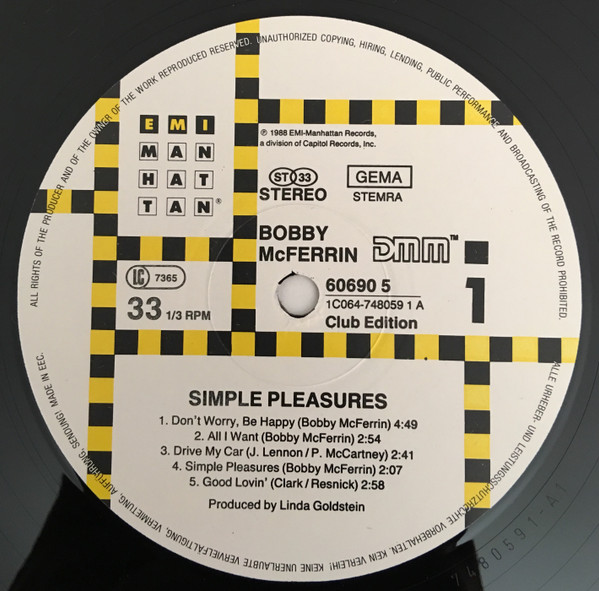 ALL RIGHTS OF THE PRODUCER AND OF THE OWNER OF THE WORK REPRODUCED RESERVED. UNAUTHORIZED COPYING, HIRING, LENDING, PUBLIC PERFORMANCE AND BROADCASTING OF THE RECORD PROHIBITED.
EMI
MAN
HAT
TAN®
℗ 1988 EMI-Manhattan Records,
a division of Capitol Records, Inc.
ST 33
STEREO
GEMA
STEMRA
BOBBY
McFERRIN
DMM™
LC 7365
33 1/3 RPM
60690 5
1C064-748059 1 A
Club Edition
1
SIMPLE PLEASURES
1. Don't Worry, Be Happy (Bobby McFerrin) 4:49
2. All I Want (Bobby McFerrin) 2:54
3. Drive My Car (J. Lennon / P. McCartney) 2:41
4. Simple Pleasures (Bobby McFerrin) 2:07
5. Good Lovin' (Clark / Resnick) 2:58
Produced by Linda Goldstein
ALLE URHEBER- UND LEISTUNGSSCHUTZRECHTE VORBEHALTEN. KEIN VERLEIH! KEINE UNERLAUBTE VERVIELFÄLTIGUNG, VERMIETUNG, AUFFÜHRUNG, SENDUNG! MADE IN EEC.
7480591-A1